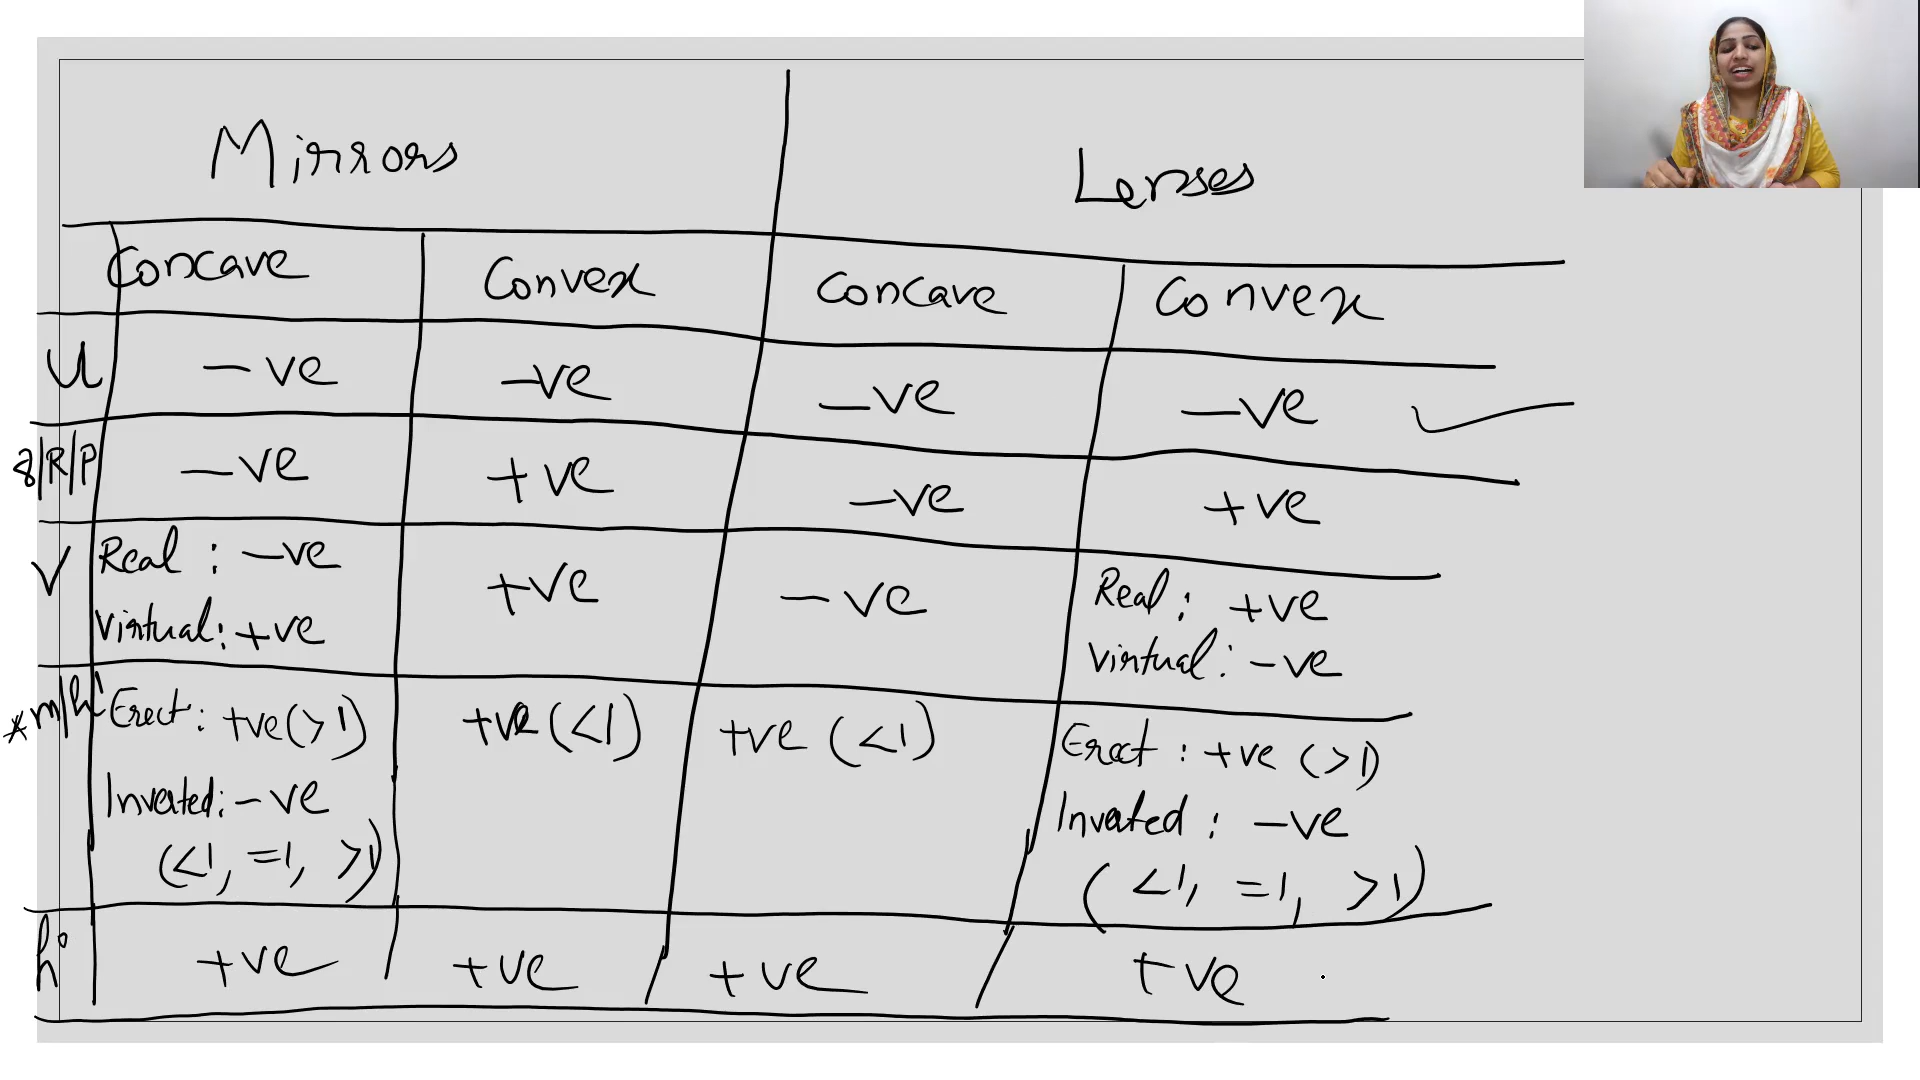 Mirrors Lenses
Concave Convex Concave Convex
u -ve -ve -ve -ve
f/R/P -ve +ve -ve +ve
v Real : -ve +ve -ve Real : +ve
Virtual : +ve Virtual : -ve
*m/hi Erect : +ve (>1) +ve (<1) +ve (<1) Erect : +ve (>1)
Inverted : -ve Inverted : -ve
(<1, =1, >1) (<1, =1, >1)
ho +ve +ve +ve +ve